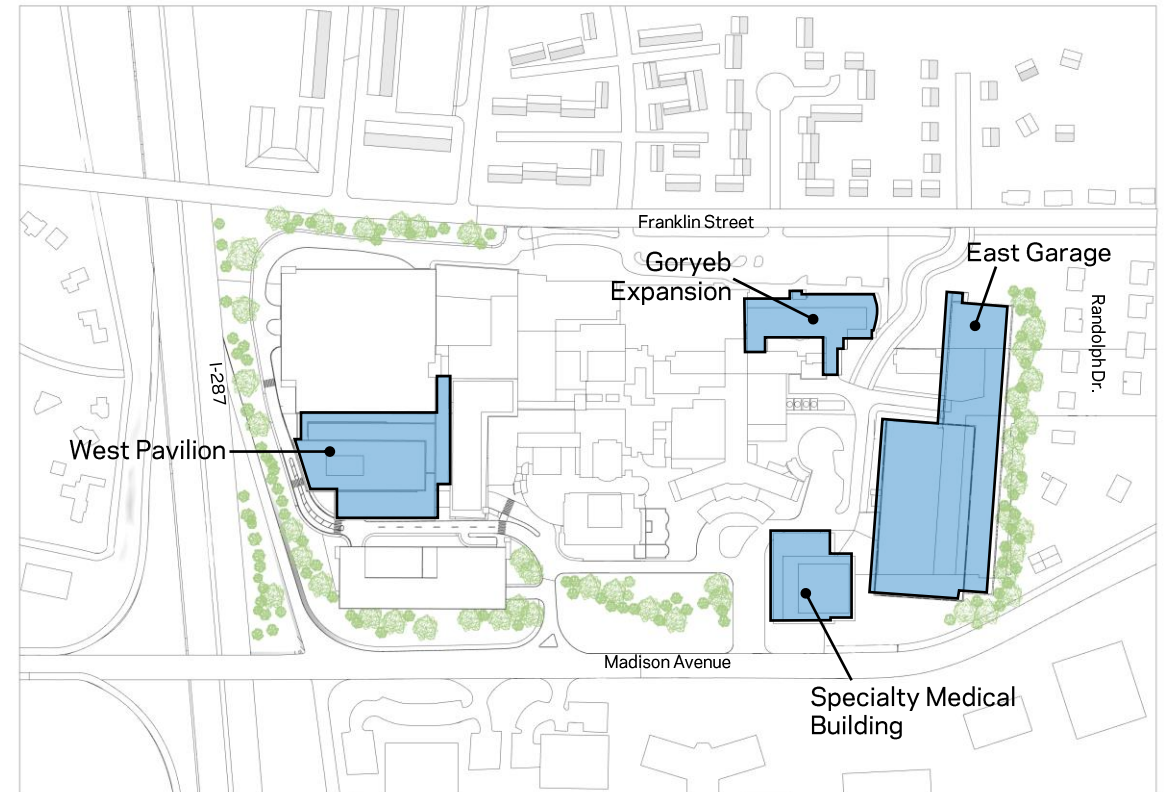 Franklin Street
Goryeb
Expansion
East Garage
Randolph Dr.
I-287
West Pavilion
Madison Avenue
Specialty Medical
Building